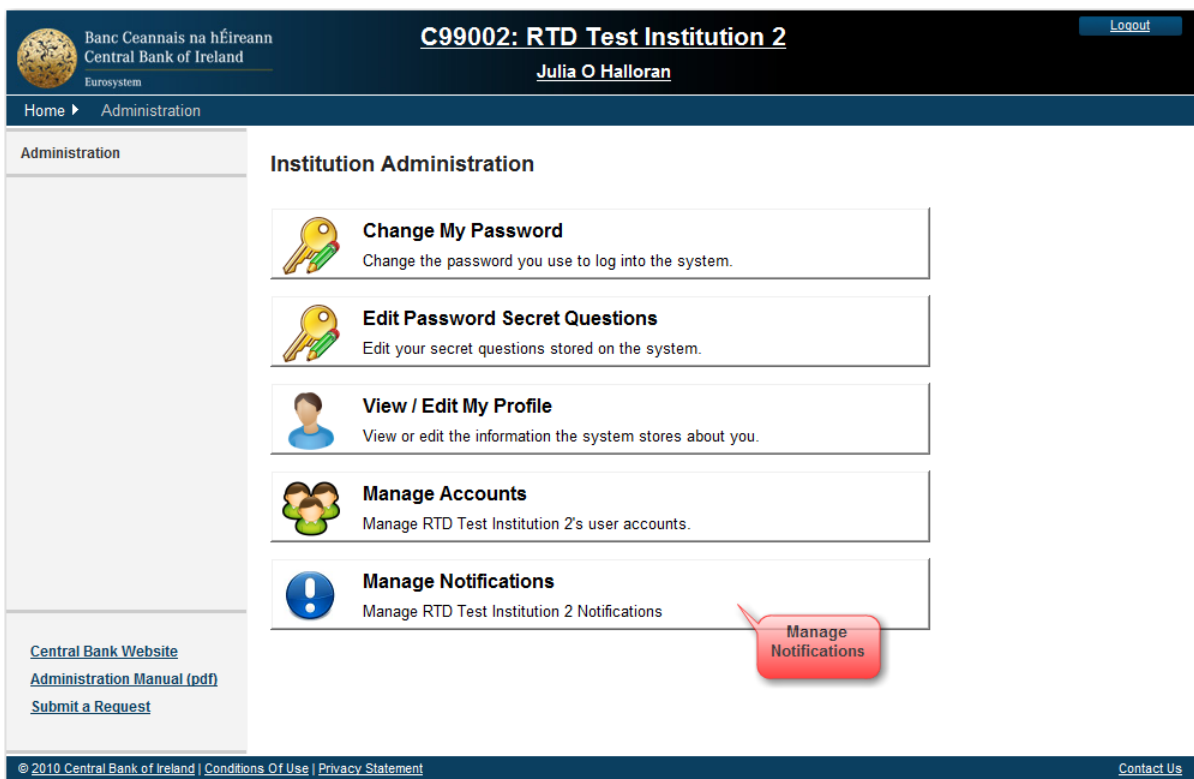 Banc Ceannais na hÉireann
Central Bank of Ireland
Eurosystem
C99002: RTD Test Institution 2
Julia O Halloran
Logout
Home Administration
Administration
Institution Administration
Change My Password
Change the password you use to log into the system.
Edit Password Secret Questions
Edit your secret questions stored on the system.
View / Edit My Profile
View or edit the information the system stores about you.
Manage Accounts
Manage RTD Test Institution 2's user accounts.
Manage Notifications
Manage RTD Test Institution 2 Notifications
Manage
Notifications
Central Bank Website
Administration Manual (pdf)
Submit a Request
© 2010 Central Bank of Ireland | Conditions Of Use | Privacy Statement
Contact Us